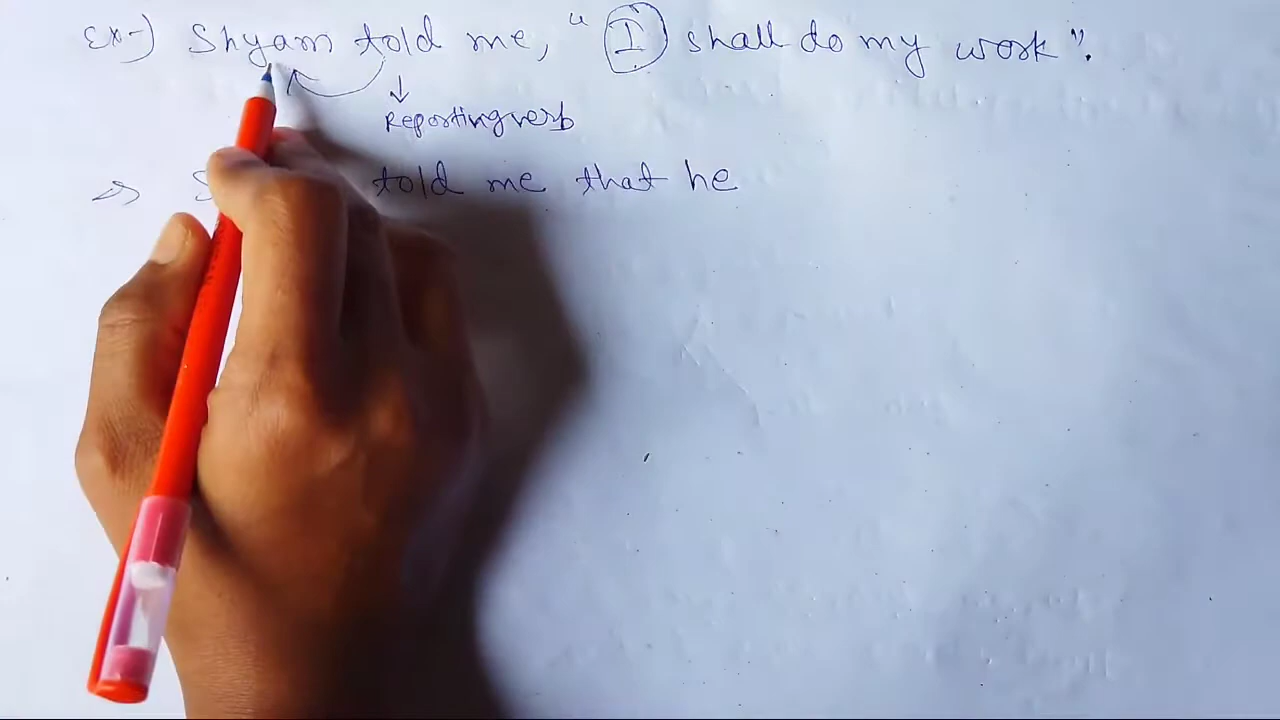 Ex-) Shyam told me, "I shall do my work".
↓
Reporting verb
=> told me that he